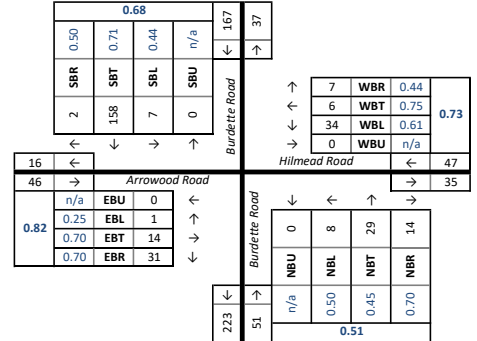 0.68
0.50 0.71 0.44 n/a
SBR SBT SBL SBU
2 158 7 0
← ↓ → ↑
167 37
↓ ↑
Burdette Road
↑ 7 WBR 0.44
← 6 WBT 0.75
↓ 34 WBL 0.61
→ 0 WBU n/a
0.73
16 ←
Hilmead Road
← 47
46 →
Arrowood Road
→ 35
0.82
n/a EBU 0 ←
0.25 EBL 1 ↑
0.70 EBT 14 →
0.70 EBR 31 ↓
Burdette Road
↓ ← ↑ →
0 8 29 14
NBU NBL NBT NBR
n/a 0.50 0.45 0.70
0.51
↓ ↑
223 51